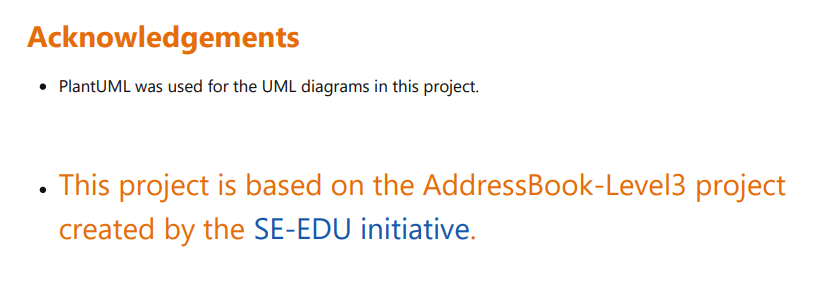 Acknowledgements
PlantUML was used for the UML diagrams in this project.
This project is based on the AddressBook-Level3 project
created by the SE-EDU initiative.